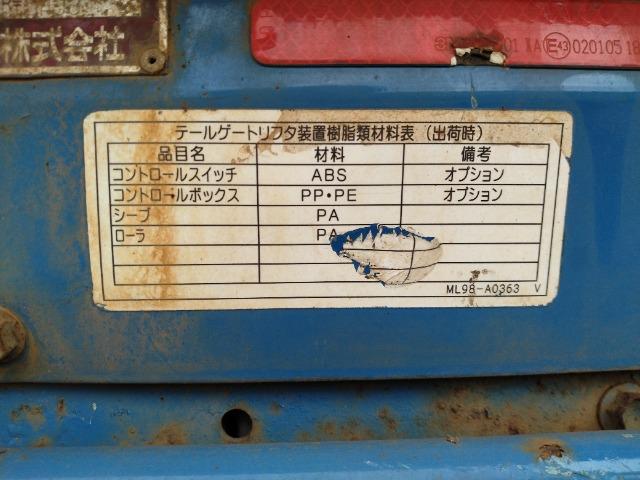 株式会社
020105
テールゲートリフタ装置樹脂類材料表 (出荷時)
品目名 材料 備考
コントロールスイッチ ABS オプション
コントロールボックス PP・PE オプション
シーブ PA
ローラ PA
ML98-A0363 V